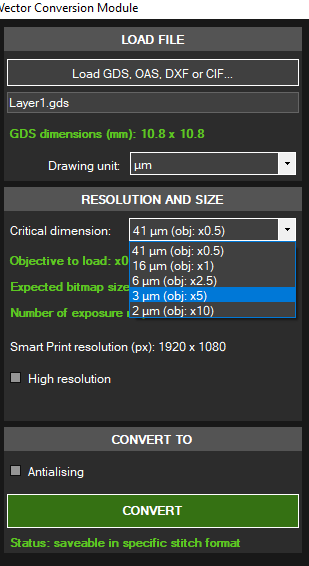 Vector Conversion Module
LOAD FILE
Load GDS, OAS, DXF or CIF...
Layer1.gds
GDS dimensions (mm): 10.8 x 10.8
Drawing unit: µm
RESOLUTION AND SIZE
Critical dimension: 41 µm (obj: x0.5)
41 µm (obj: x0.5)
16 µm (obj: x1)
Objective to load: x0
6 µm (obj: x2.5)
Expected bitmap size
3 µm (obj: x5)
Number of exposure
2 µm (obj: x10)
Smart Print resolution (px): 1920 x 1080
High resolution
CONVERT TO
Antialising
CONVERT
Status: saveable in specific stitch format